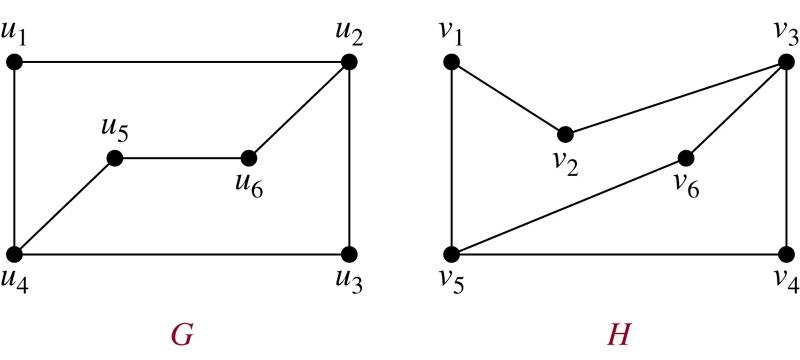 u₁ u₂ v₁ v₃
u₅ u₆ v₂ v₆
u₄ u₃ v₅ v₄
G H